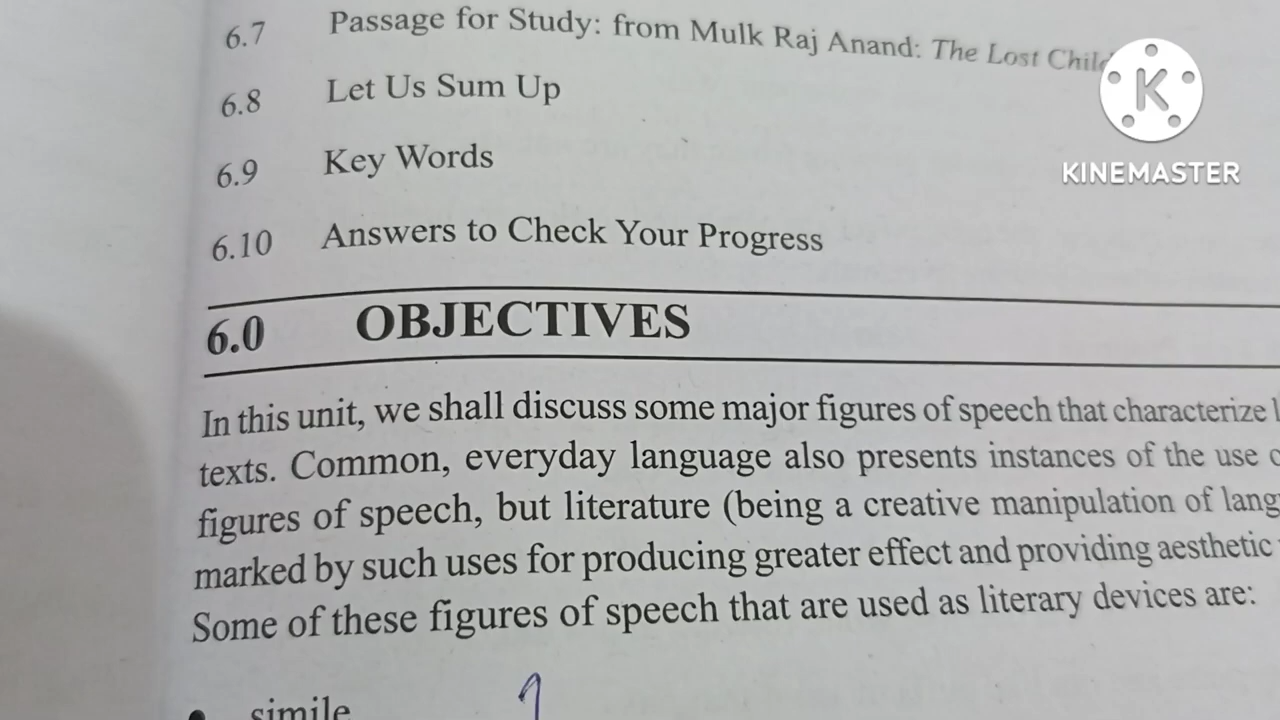 6.7 Passage for Study: from Mulk Raj Anand: The Lost Child
6.8 Let Us Sum Up
6.9 Key Words
6.10 Answers to Check Your Progress
K
KINEMASTER
6.0 OBJECTIVES
In this unit, we shall discuss some major figures of speech that characterize
texts. Common, everyday language also presents instances of the use
figures of speech, but literature (being a creative manipulation of lang
marked by such uses for producing greater effect and providing aesthetic
Some of these figures of speech that are used as literary devices are:
• simile